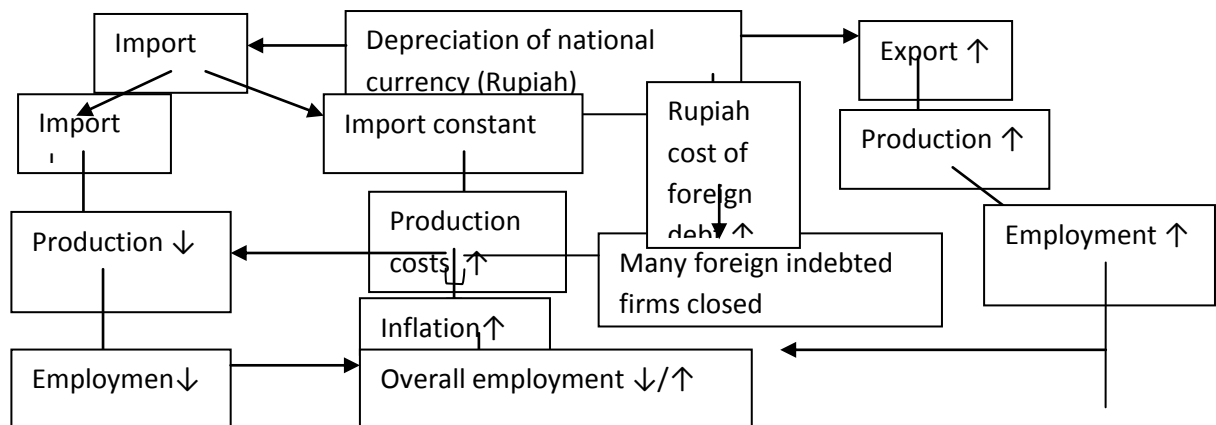 Import
Depreciation of national
currency (Rupiah)
Export ↑
Import
Import constant
Rupiah
cost of
foreign
debt ↑
Production ↑
Production ↓
Production
costs ↑
Many foreign indebted
firms closed
Employment ↑
Inflation↑
Employmen↓
Overall employment ↓/↑